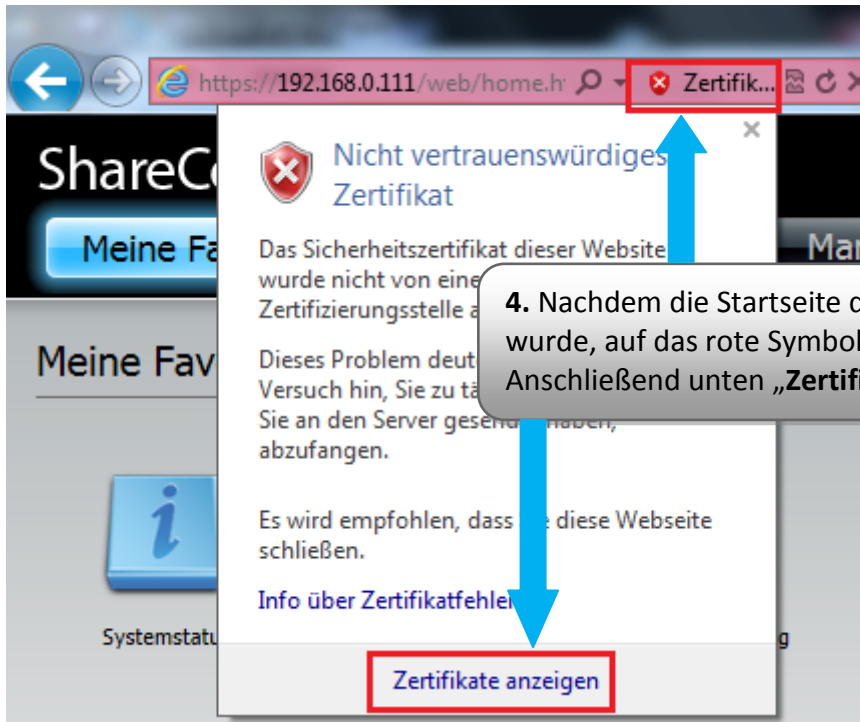 https://192.168.0.111/web/home.h
Zertifik...
ShareC
Meine Fa
Mar
Nicht vertrauenswürdiges
Zertifikat
Das Sicherheitszertifikat dieser Website
wurde nicht von eine
Zertifizierungsstelle a
4. Nachdem die Startseite d
wurde, auf das rote Symbol
Anschließend unten „Zertifi
Meine Fav
Dieses Problem deut
Versuch hin, Sie zu tä
Sie an den Server gesend haben,
abzufangen.
Es wird empfohlen, dass diese Webseite
schließen.
Info über Zertifikatfehler
Systemstatu
g
Zertifikate anzeigen